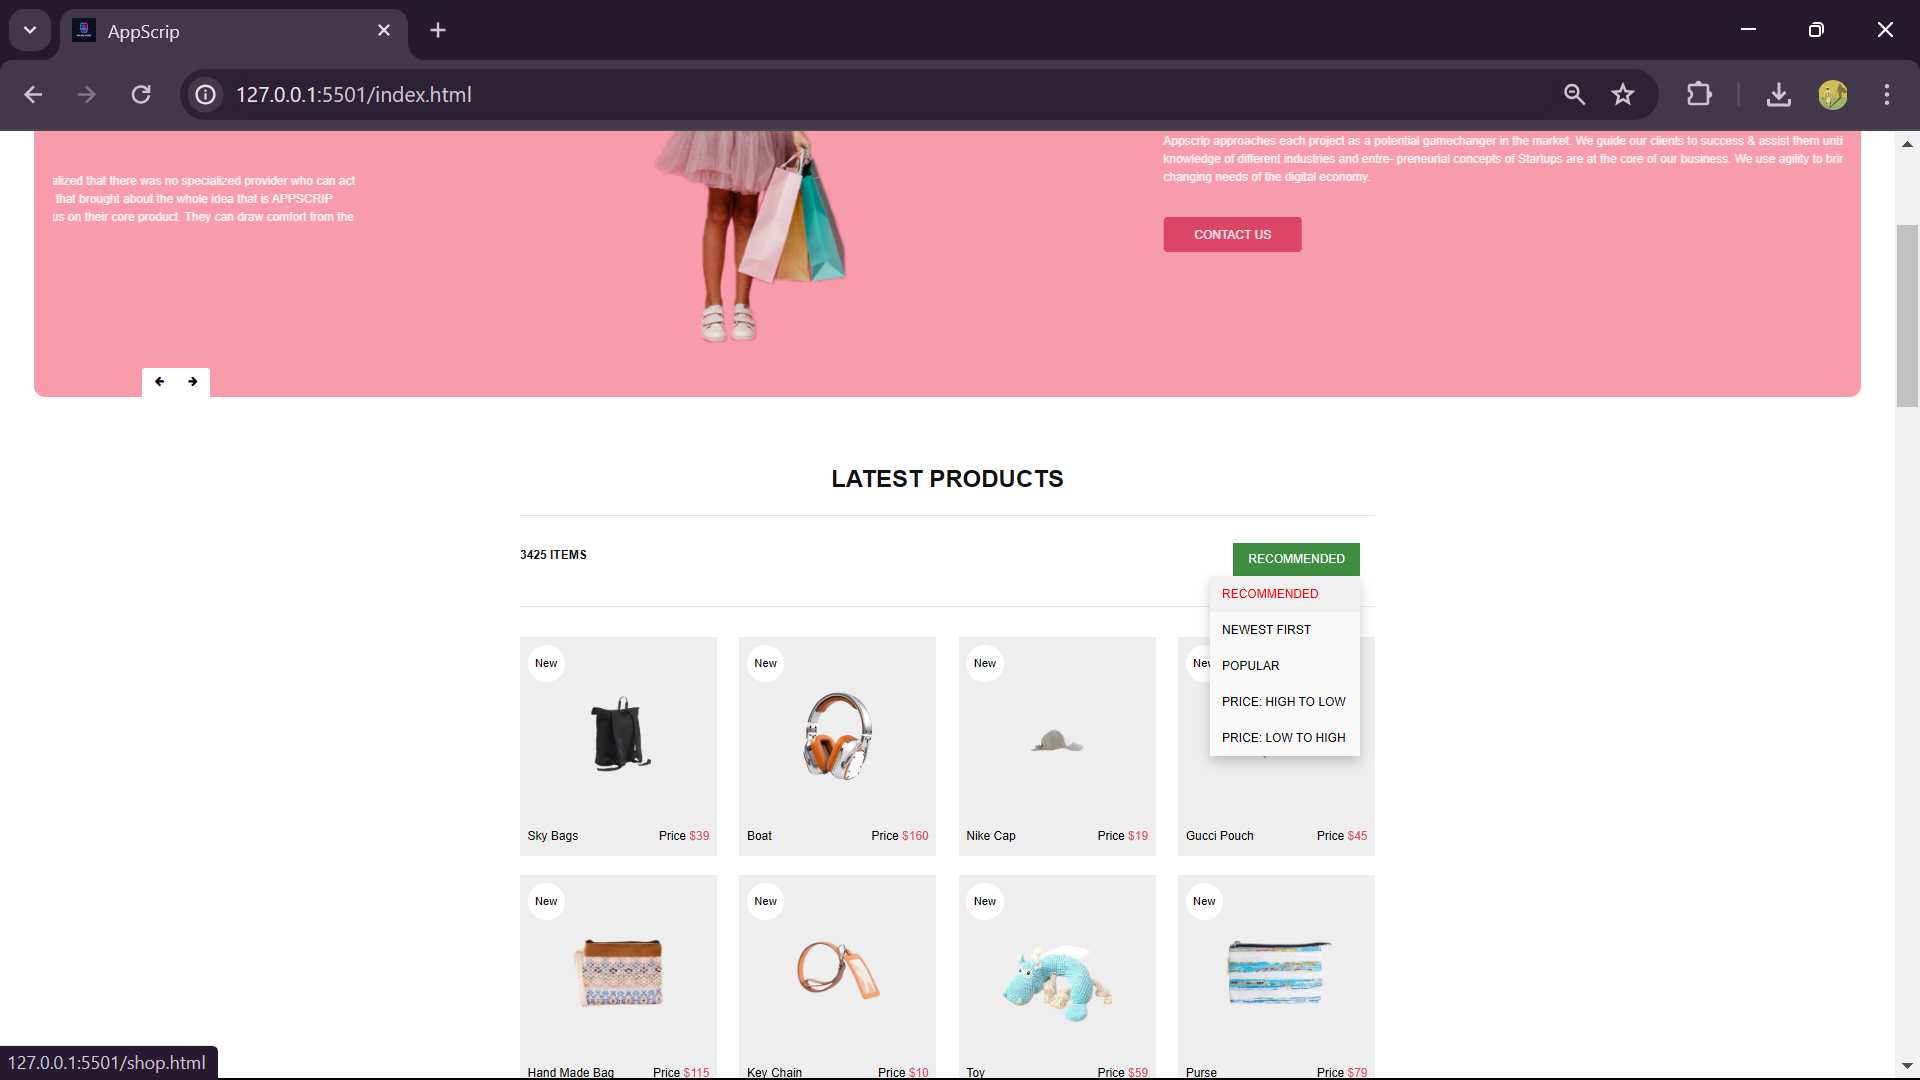 AppScrip
127.0.0.1:5501/index.html
Appscrip approaches each project as a potential gamechanger in the market. We guide our clients to success & assist them unti
knowledge of different industries and entre- preneurial concepts of Startups are at the core of our business. We use agility to brir
changing needs of the digital economy.
alized that there was no specialized provider who can act
that brought about the whole idea that is APPSCRIP
us on their core product. They can draw comfort from the
CONTACT US
LATEST PRODUCTS
3425 ITEMS
RECOMMENDED
RECOMMENDED
NEWEST FIRST
POPULAR
PRICE: HIGH TO LOW
PRICE: LOW TO HIGH
New
New
New
New
Sky Bags Price $39
Boat Price $160
Nike Cap Price $19
Gucci Pouch Price $45
New
New
New
New
Hand Made Bag Price $115
Key Chain Price $10
Toy Price $59
Purse Price $79
127.0.0.1:5501/shop.html